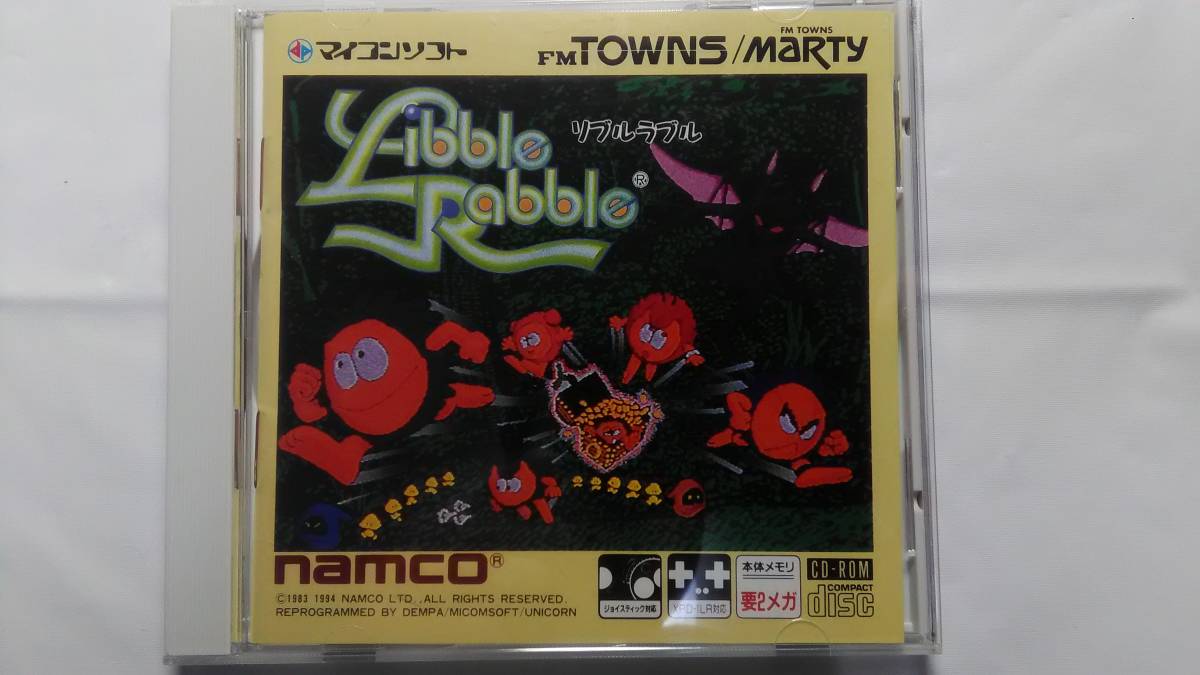 マイコンソフト
FM TOWNS/MARTY
FM TOWNS
Libble Rabble®
リブルラブル
namco®
©1983 1994 NAMCO LTD., ALL RIGHTS RESERVED.
REPROGRAMMED BY DEMPA/MICOMSOFT/UNICORN
ジョイスティック対応
XPD-1LR対応
本体メモリ
要2メガ
CD-ROM
COMPACT
disc